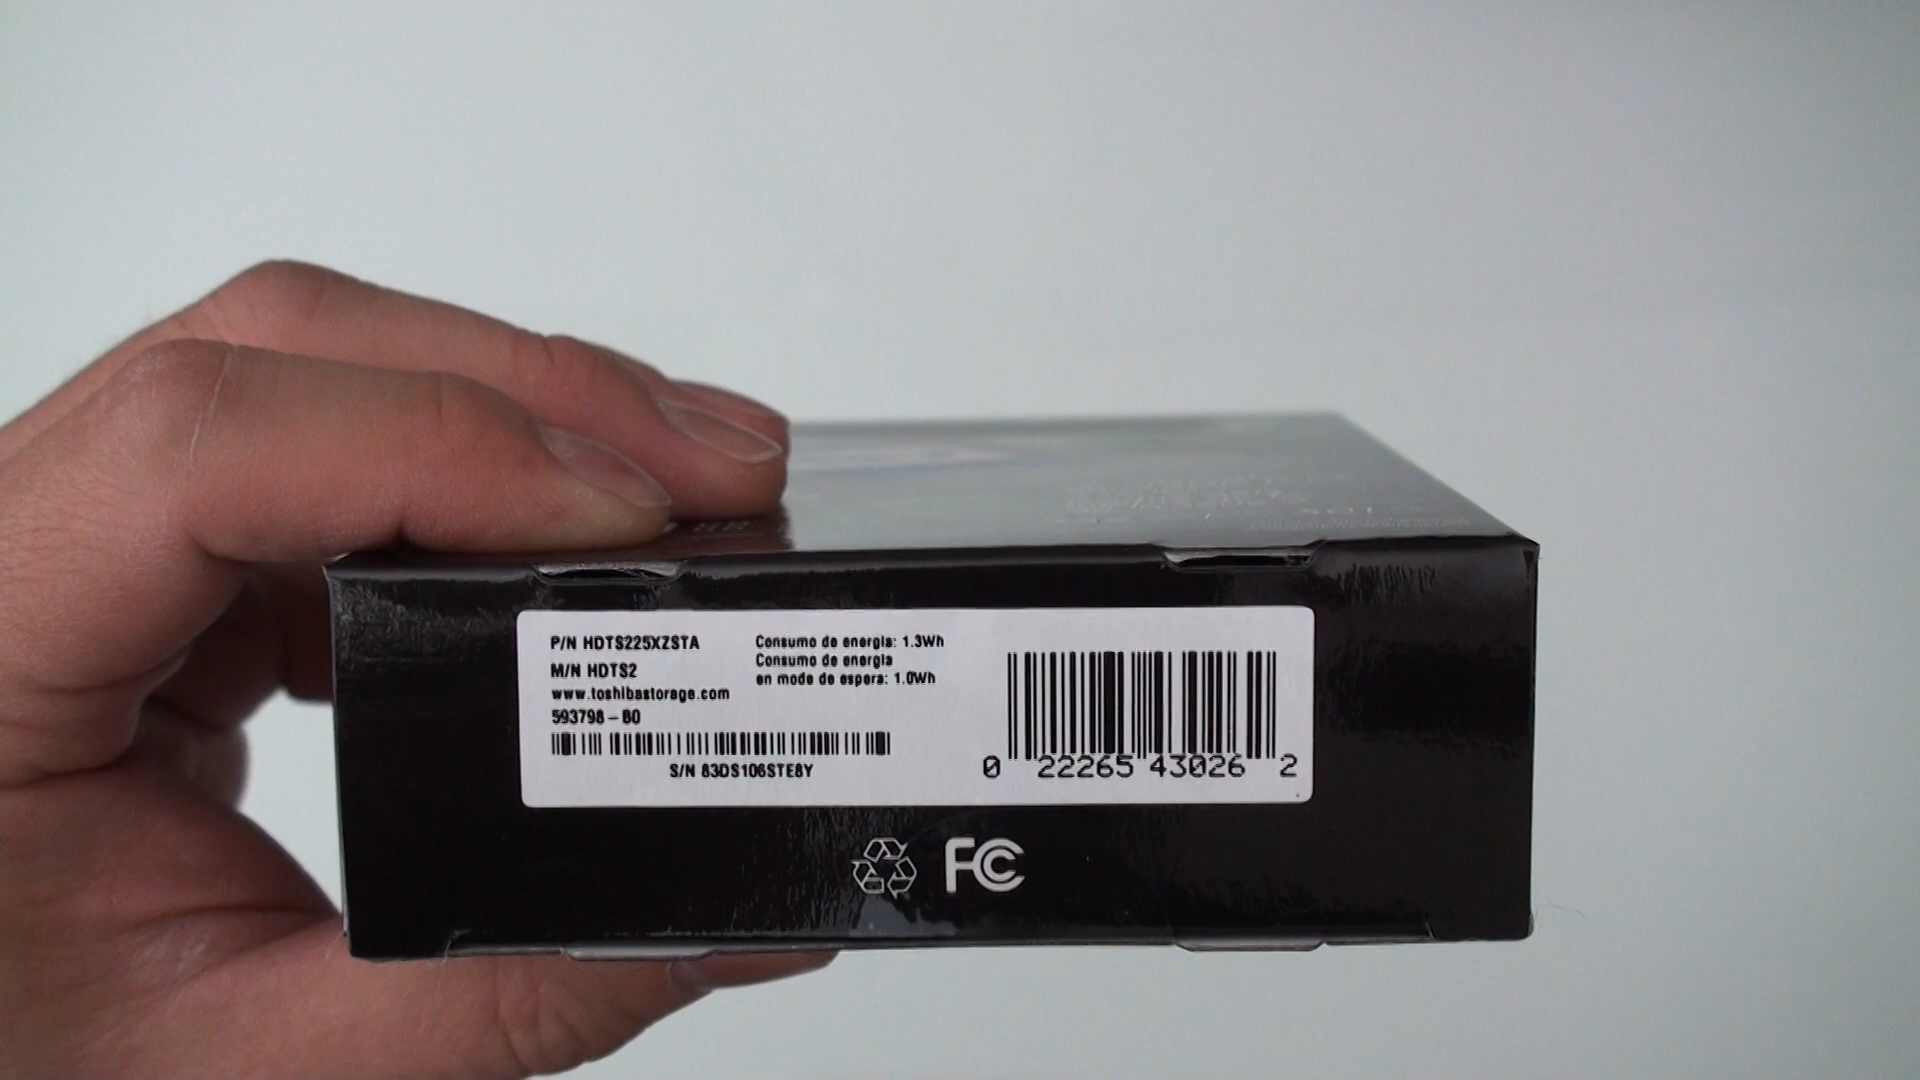 P/N HDTS225XZSTA
M/N HDTS2
www.toshibastorage.com
593798-B0
Consumo de energia: 1.3Wh
Consumo de energia
en modo de espera: 1.0Wh
S/N 83DS106STE8Y
0 22265 43026 2
FC